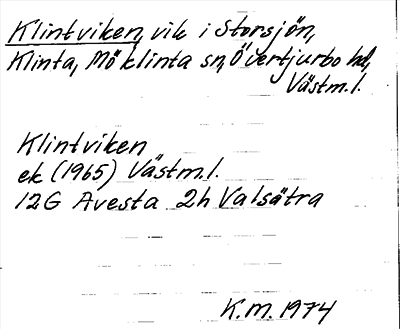 Klintviken, vik i Storsjön,
Klinta, Möklinta sn, Övertjurbo hd,
Västm.l.
Klintviken
ek (1965) Västm.l.
12G Avesta 2h Valsätra
K.M. 1974